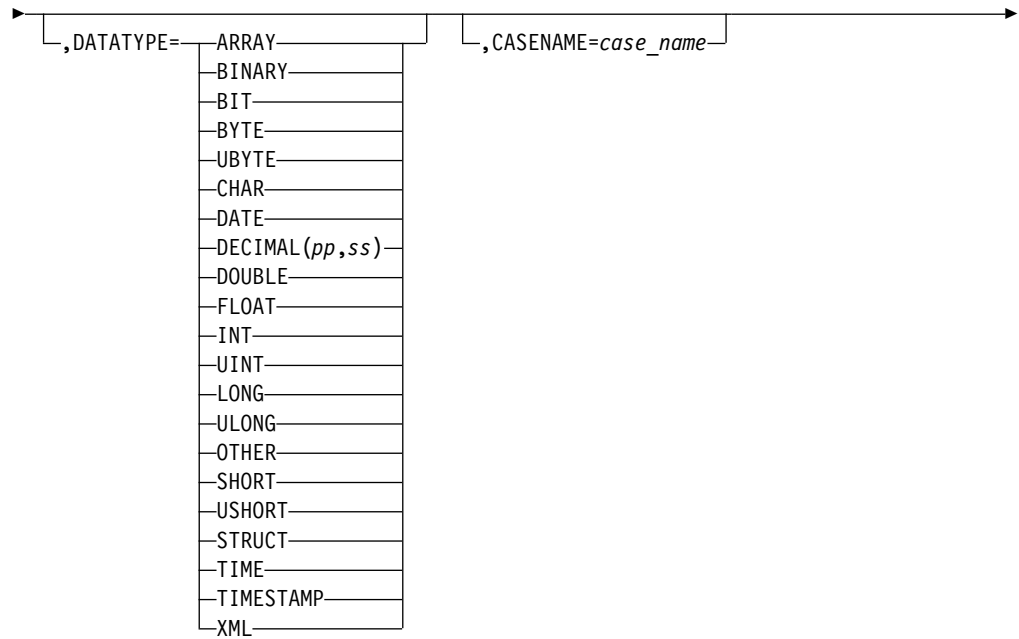 ,DATATYPE= ARRAY ,CASENAME=case_name
BINARY
BIT
BYTE
UBYTE
CHAR
DATE
DECIMAL(pp,ss)
DOUBLE
FLOAT
INT
UINT
LONG
ULONG
OTHER
SHORT
USHORT
STRUCT
TIME
TIMESTAMP
XML